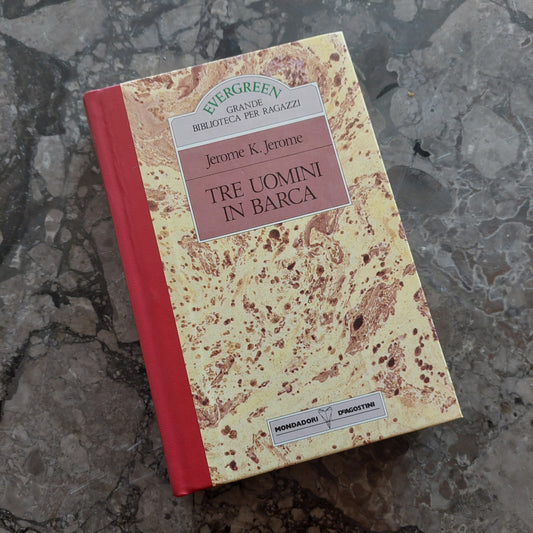 EVERGREEN
GRANDE
BIBLIOTECA PER RAGAZZI
Jerome K. Jerome
TRE UOMINI
IN BARCA
MONDADORI DEAGOSTINI